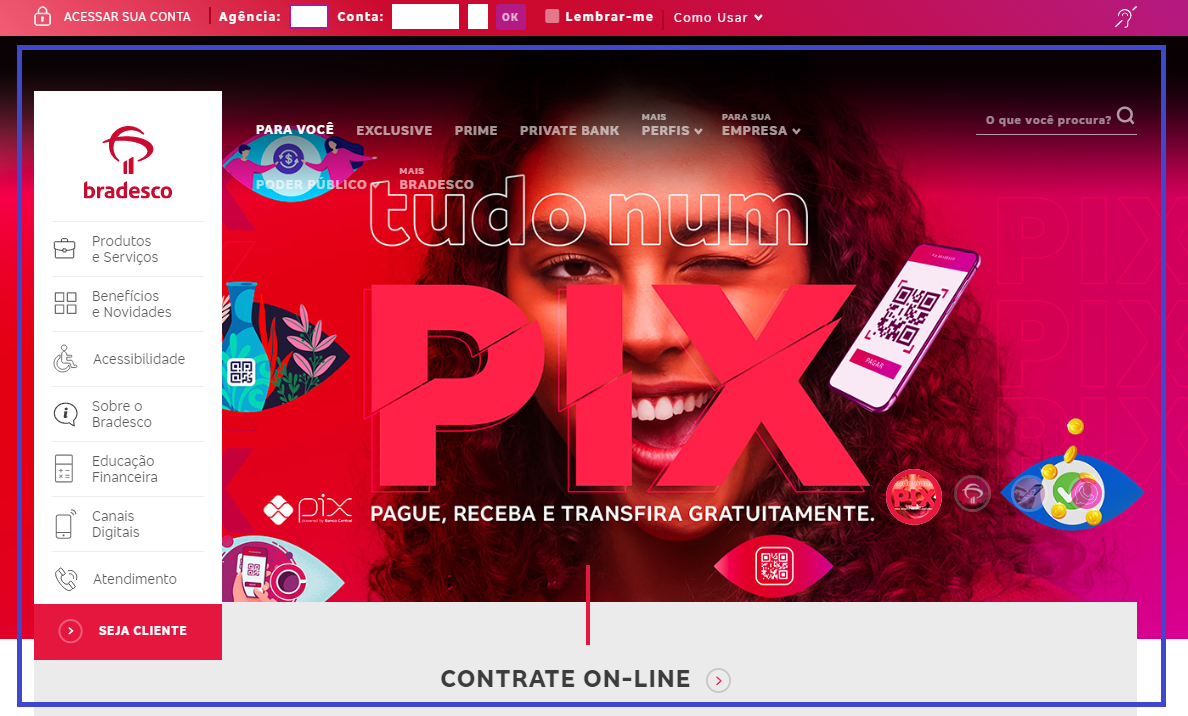 ACESSAR SUA CONTA Agência: Conta: OK Lembrar-me Como Usar
PARA VOCÊ EXCLUSIVE PRIME PRIVATE BANK MAIS PERFIS PARA SUA EMPRESA O que você procura?
PODER PÚBLICO MAIS BRADESCO
bradesco
Produtos
e Serviços
Benefícios
e Novidades
Acessibilidade
Sobre o
Bradesco
Educação
Financeira
Canais
Digitais
Atendimento
SEJA CLIENTE
tudo num
PIX
PIX
PIX
PIX
PAGAR
pix
powered by Banco Central
PAGUE, RECEBA E TRANSFIRA GRATUITAMENTE.
PIX
CONTRATE ON-LINE